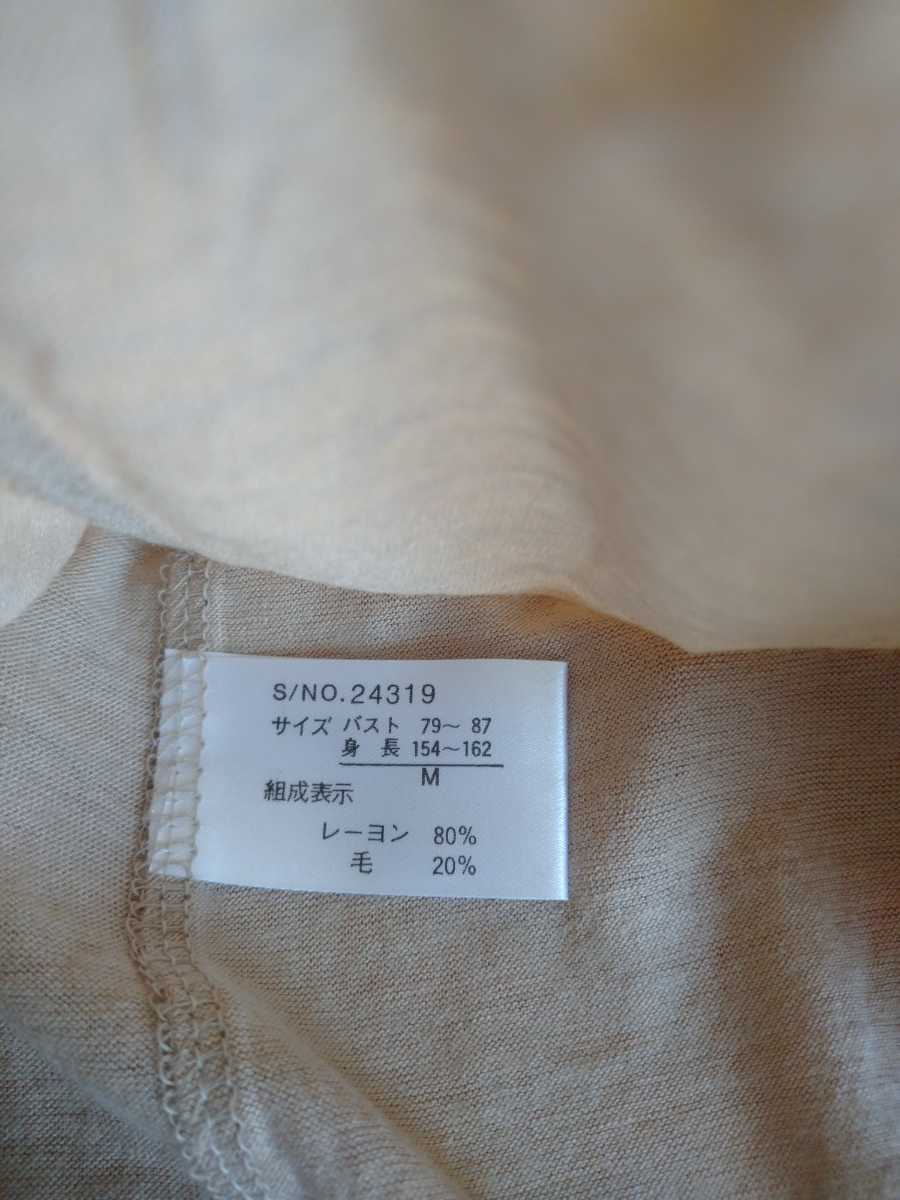 S/NO.24319
サイズ バスト 79〜 87
身 長 154〜162
M
組成表示
レーヨン 80%
毛 20%